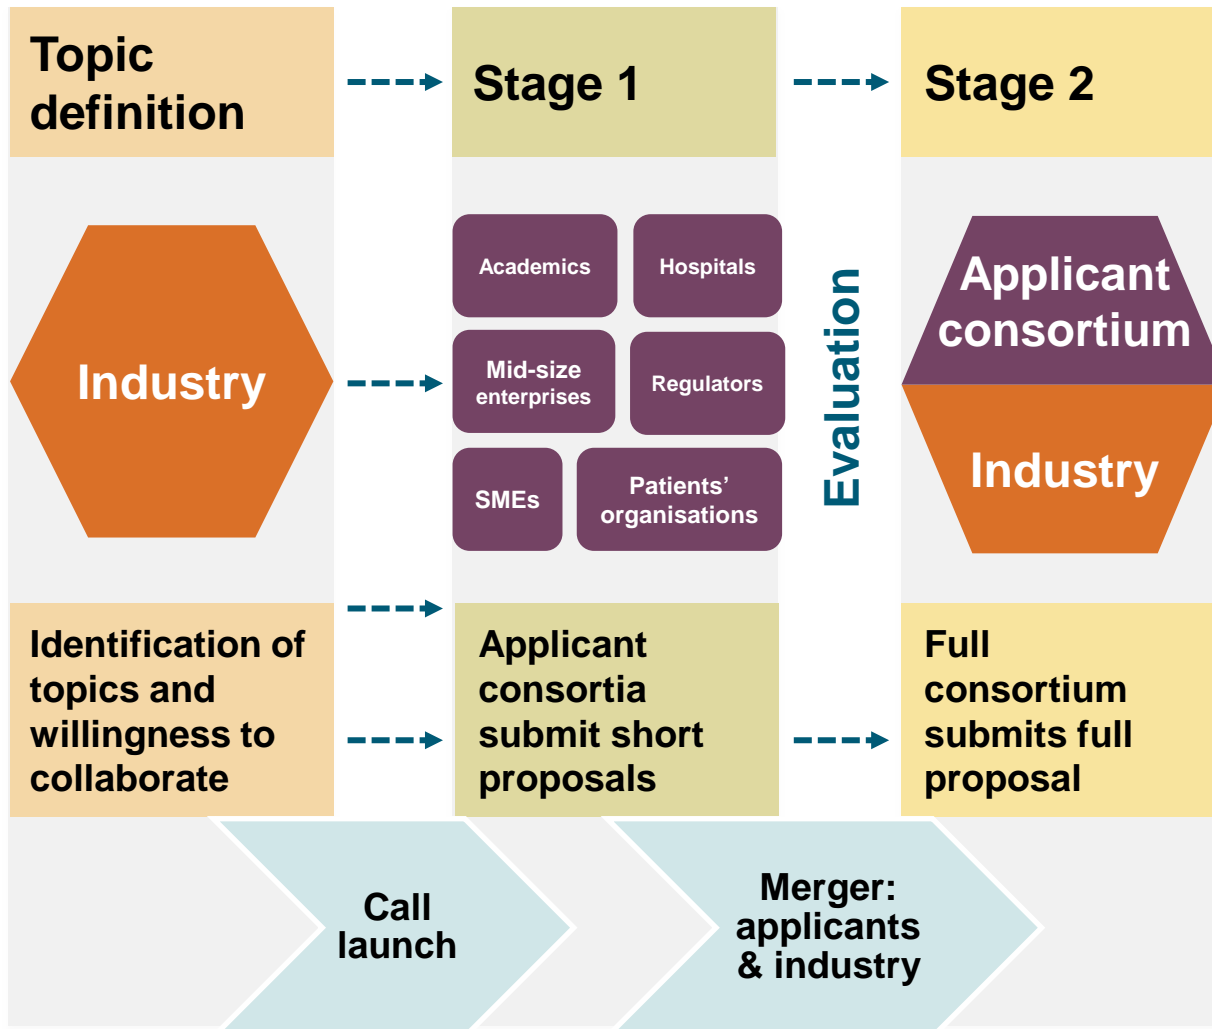 Topic
definition
Stage 1
Stage 2
Industry
Academics
Hospitals
Mid-size
enterprises
Regulators
SMEs
Patients’
organisations
Evaluation
Applicant
consortium
Industry
Identification of
topics and
willingness to
collaborate
Applicant
consortia
submit short
proposals
Full
consortium
submits full
proposal
Call
launch
Merger:
applicants
& industry